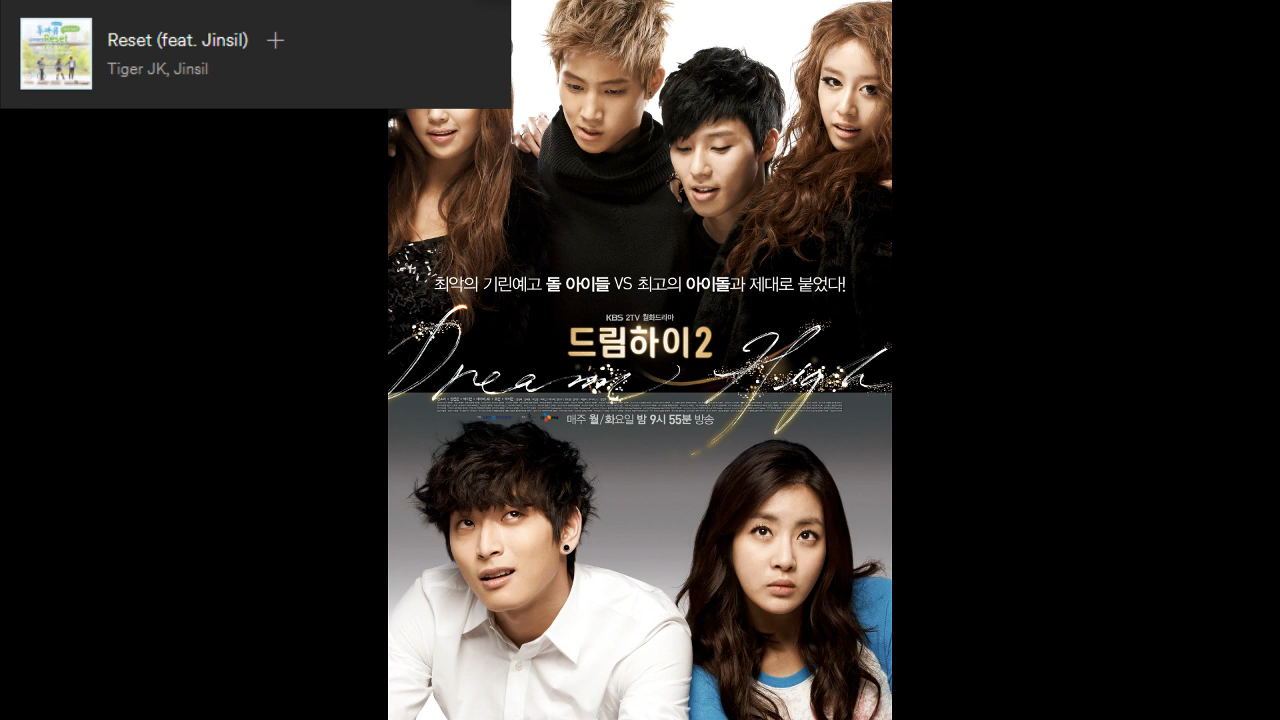 Reset (feat. Jinsil)
Tiger JK, Jinsil
최악의 기린예고 돌 아이들 VS 최고의 아이돌과 제대로 붙었다!
KBS 2TV 월화드라마
드림하이2
Dream High
매주 월/화요일 밤 9시 55분 방송